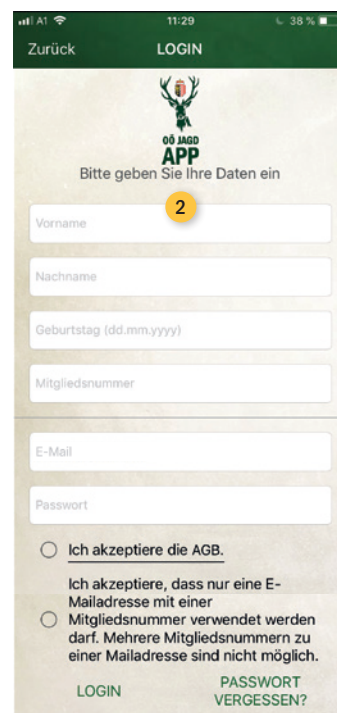 A1 11:29 38 %
Zurück LOGIN
OÖ JAGD
APP
Bitte geben Sie Ihre Daten ein
2
Vorname
Nachname
Geburtstag (dd.mm.yyyy)
Mitgliedsnummer
E-Mail
Passwort
Ich akzeptiere die AGB.
Ich akzeptiere, dass nur eine E-
Mailadresse mit einer
Mitgliedsnummer verwendet werden
darf. Mehrere Mitgliedsnummern zu
einer Mailadresse sind nicht möglich.
LOGIN
PASSWORT
VERGESSEN?